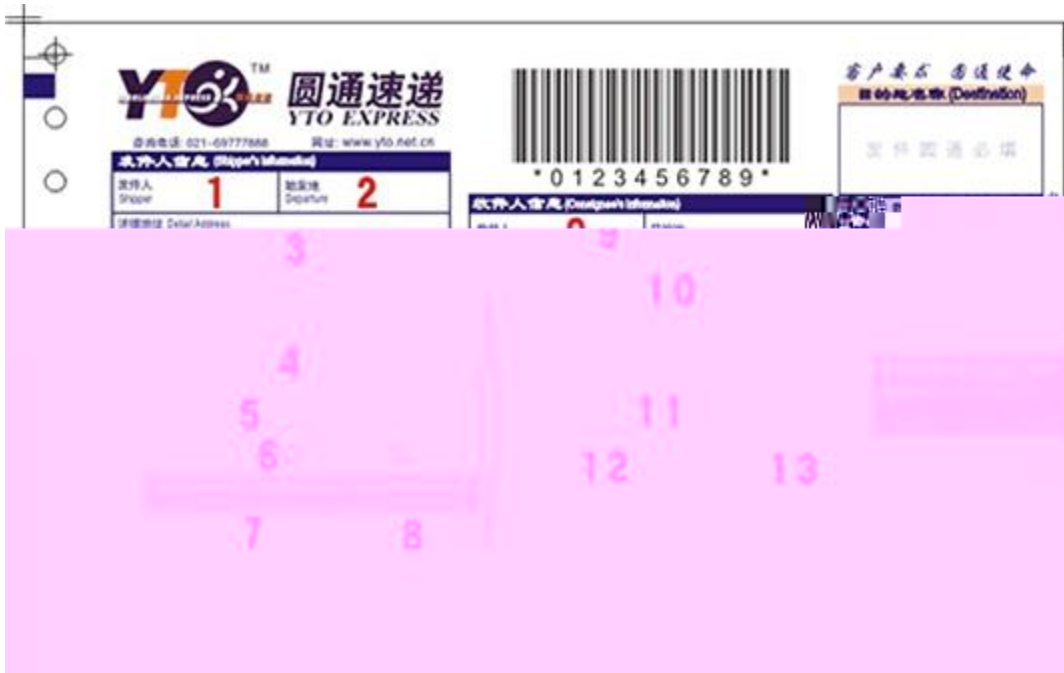 YTO
TM
圆通速递
YTO EXPRESS
咨询电话: 021-69777888
网址: www.yto.net.cn
*0123456789*
客户要求 圆通使命
目的地名称 (Destination)
发件圆通必填
发件人信息 (Shipper's Information)
发件人
Shipper
1
始发地
Departure
2
收件人信息 (Consignee's Information)
详细地址 Detail Address
3
9
10
4
5
11
6
12
13
7
8